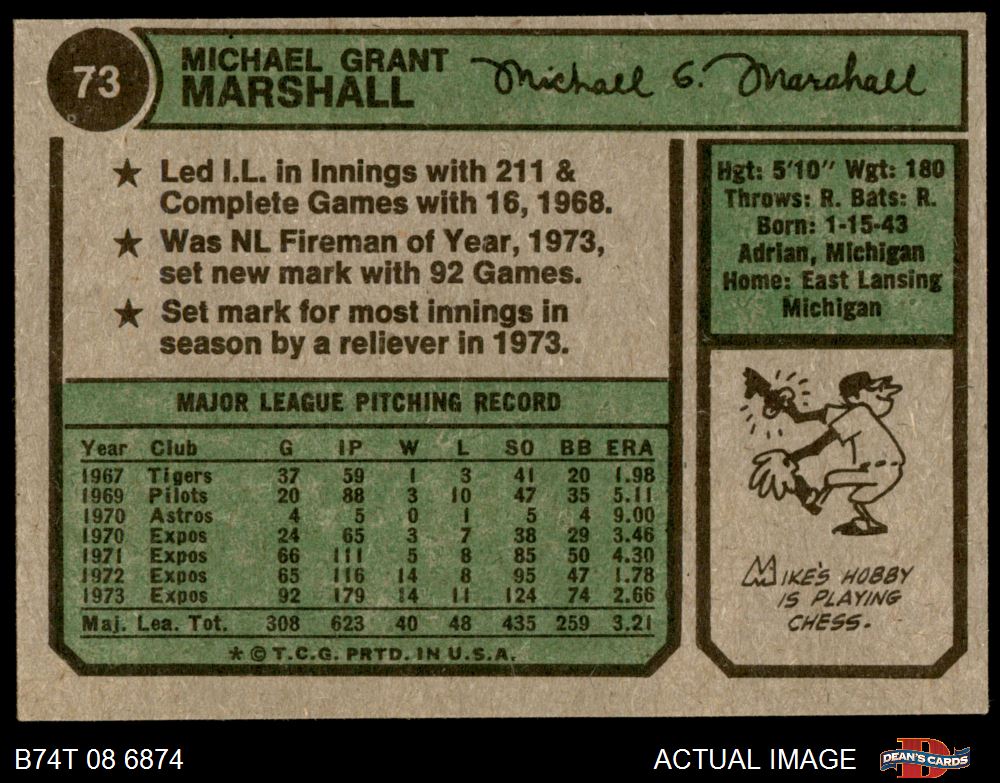 73
MICHAEL GRANT
MARSHALL
Michael G. Marshall
★ Led I.L. in Innings with 211 &
Complete Games with 16, 1968.
★ Was NL Fireman of Year, 1973,
set new mark with 92 Games.
★ Set mark for most innings in
season by a reliever in 1973.
Hgt: 5'10" Wgt: 180
Throws: R. Bats: R.
Born: 1-15-43
Adrian, Michigan
Home: East Lansing
Michigan
MAJOR LEAGUE PITCHING RECORD
Year Club G IP W L SO BB ERA
1967 Tigers 37 59 1 3 41 20 1.98
1969 Pilots 20 88 3 10 47 35 5.11
1970 Astros 4 5 0 1 5 4 9.00
1970 Expos 24 65 3 7 38 29 3.46
1971 Expos 66 111 5 8 85 50 4.30
1972 Expos 65 116 14 8 95 47 1.78
1973 Expos 92 179 14 11 124 74 2.66
Maj. Lea. Tot. 308 623 40 48 435 259 3.21
* © T.C.G. PRTD. IN U.S.A.
MIKE'S HOBBY
IS PLAYING
CHESS.
B74T 08 6874
ACTUAL IMAGE
DEAN'S CARDS